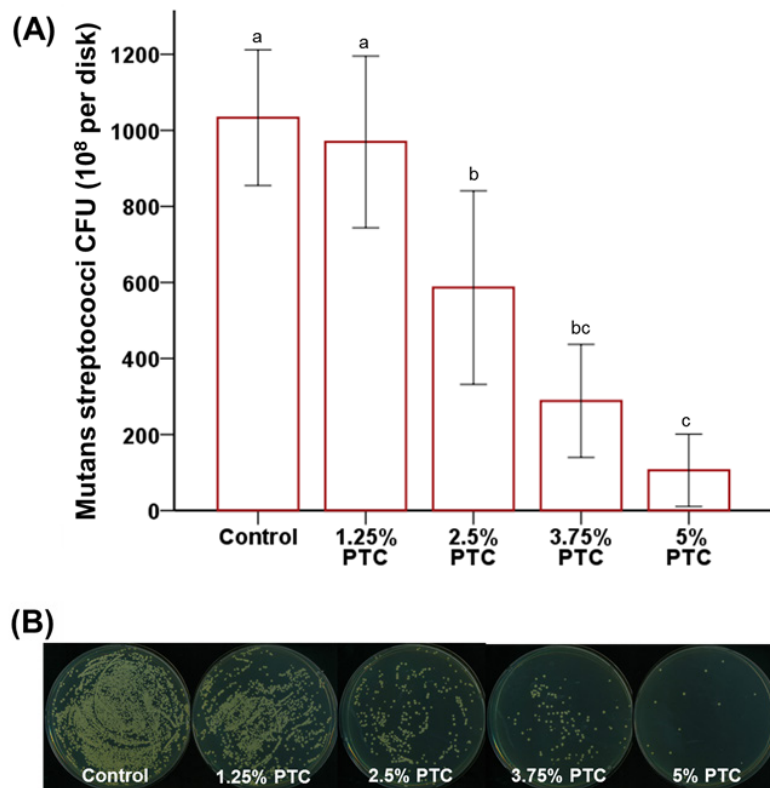 (A)
Mutans streptococci CFU (10⁸ per disk)
1200
1000
800
600
400
200
0
a
a
b
bc
c
Control
1.25%
PTC
2.5%
PTC
3.75%
PTC
5%
PTC
(B)
Control
1.25% PTC
2.5% PTC
3.75% PTC
5% PTC